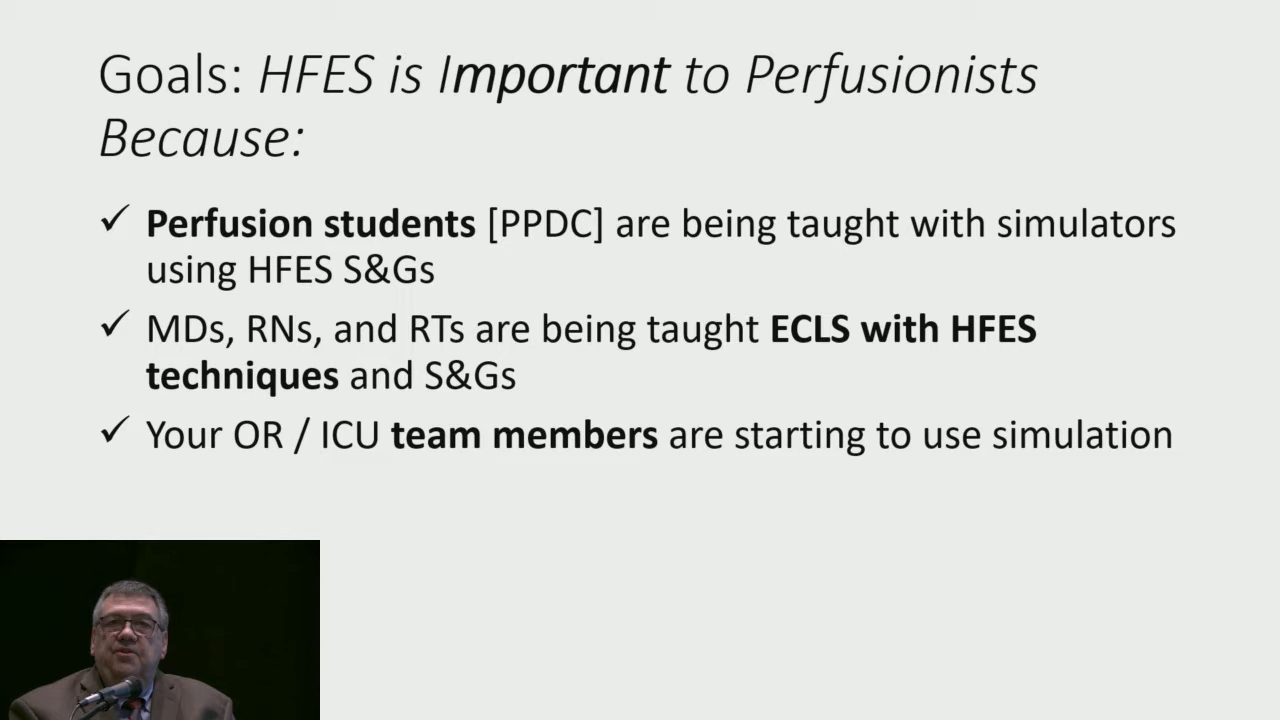 Goals: HFES is Important to Perfusionists
Because:
✓ Perfusion students [PPDC] are being taught with simulators
using HFES S&Gs
✓ MDs, RNs, and RTs are being taught ECLS with HFES
techniques and S&Gs
✓ Your OR / ICU team members are starting to use simulation